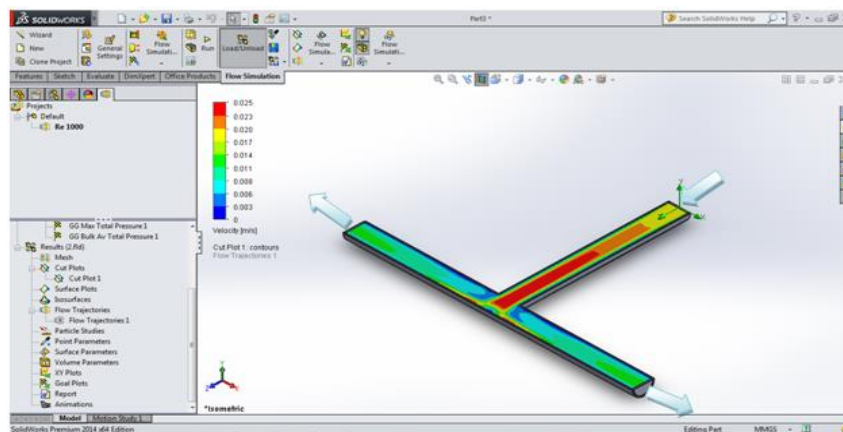 SOLIDWORKS
Part3 *
Search SolidWorks Help
Wizard
New
Clone Project
General Settings
Flow Simulati...
Run
Load/Unload
Flow Simula...
Flow Simulati...
Features Sketch Evaluate DimXpert Office Products Flow Simulation
Projects
Default
Re 1000
GG Max Total Pressure 1
GG Bulk Av Total Pressure 1
Results (2.fld)
Mesh
Cut Plots
Cut Plot 1
Surface Plots
Isosurfaces
Flow Trajectories
Flow Trajectories 1
Particle Studies
Point Parameters
Surface Parameters
Volume Parameters
XY Plots
Goal Plots
Report
Animations
0.025
0.023
0.020
0.017
0.014
0.011
0.008
0.006
0.003
0
Velocity [m/s]
Cut Plot 1: contours
Flow Trajectories 1
*Isometric
Model Motion Study 1
SolidWorks Premium 2014 x64 Edition
Editing Part
MMGS